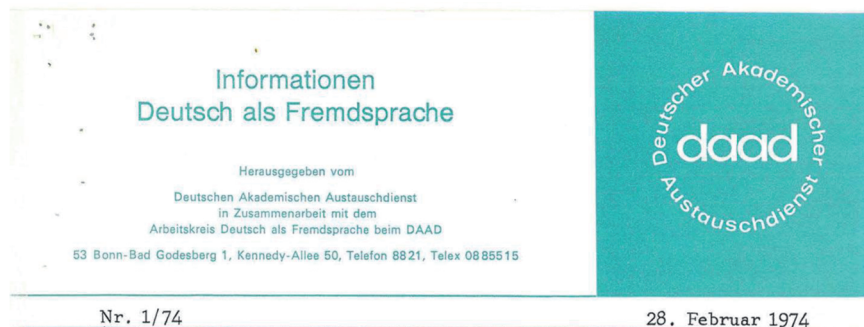 Informationen
Deutsch als Fremdsprache
Herausgegeben vom
Deutschen Akademischen Austauschdienst
in Zusammenarbeit mit dem
Arbeitskreis Deutsch als Fremdsprache beim DAAD
53 Bonn-Bad Godesberg 1, Kennedy-Allee 50, Telefon 8821, Telex 0885515
Deutscher Akademischer
Austauschdienst
daad
Nr. 1/74
28. Februar 1974